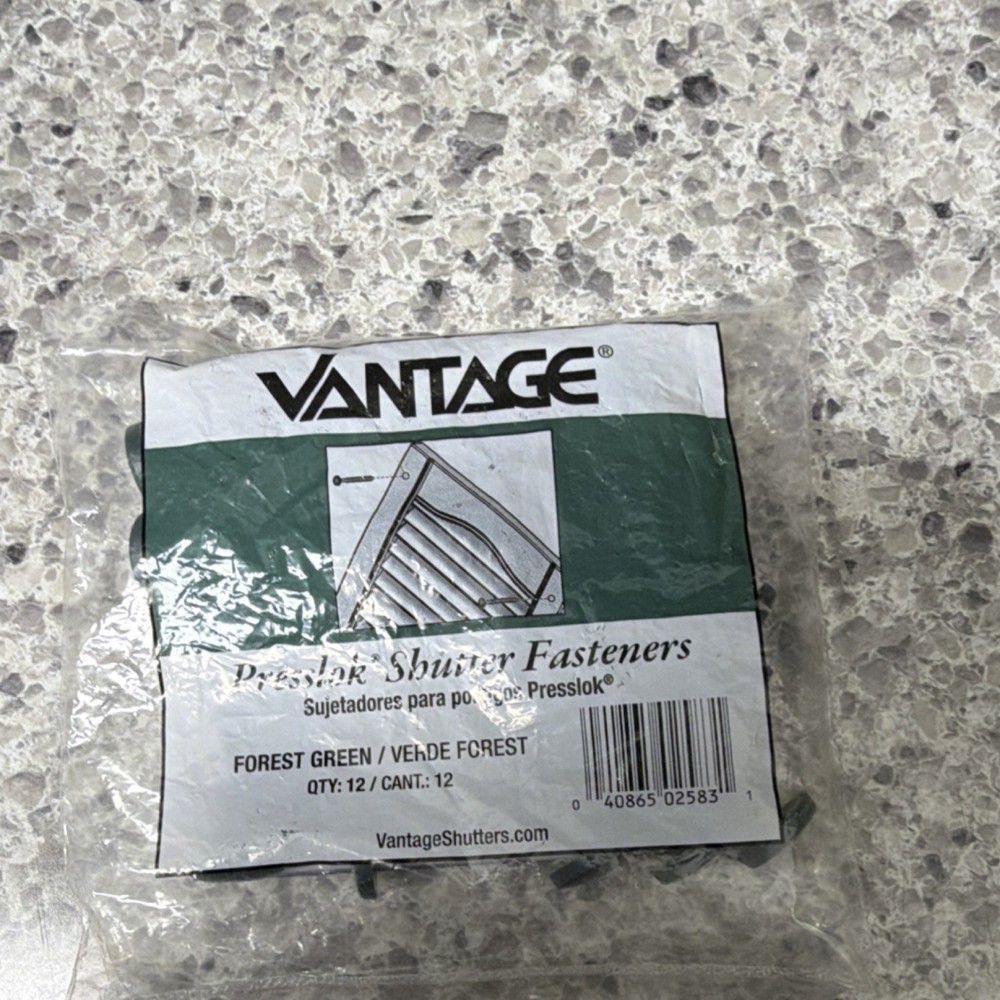 VANTAGE®
Presslok® Shutter Fasteners
Sujetadores para Presslok®
FOREST GREEN / VERDE FOREST
QTY: 12 / CANT.: 12
0 40865 02583 1
VantageShutters.com